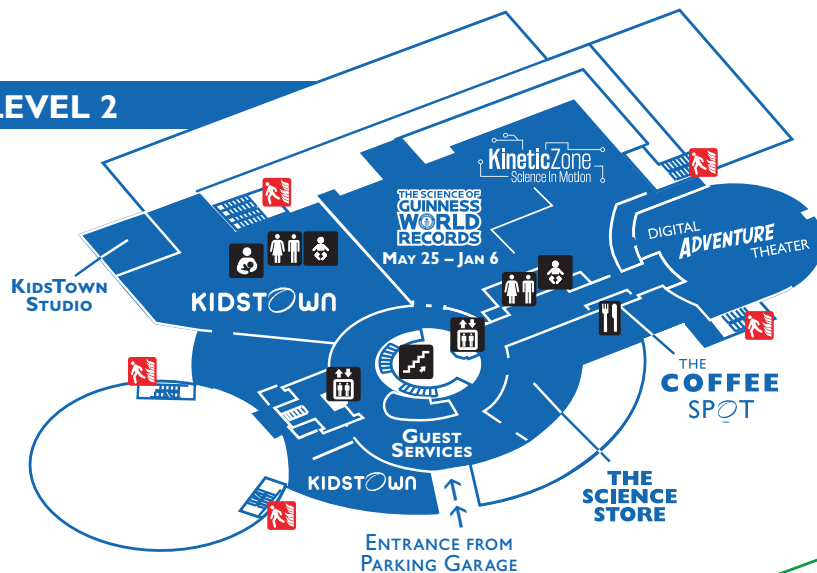 LEVEL 2
KineticZone
Science In Motion
THE SCIENCE OF
GUINNESS
WORLD
RECORDS
MAY 25 – JAN 6
DIGITAL
ADVENTURE
THEATER
KIDSTOWN
STUDIO
KIDSTOWN
THE
COFFEE
SPOT
GUEST
SERVICES
KIDSTOWN
THE
SCIENCE
STORE
ENTRANCE FROM
PARKING GARAGE